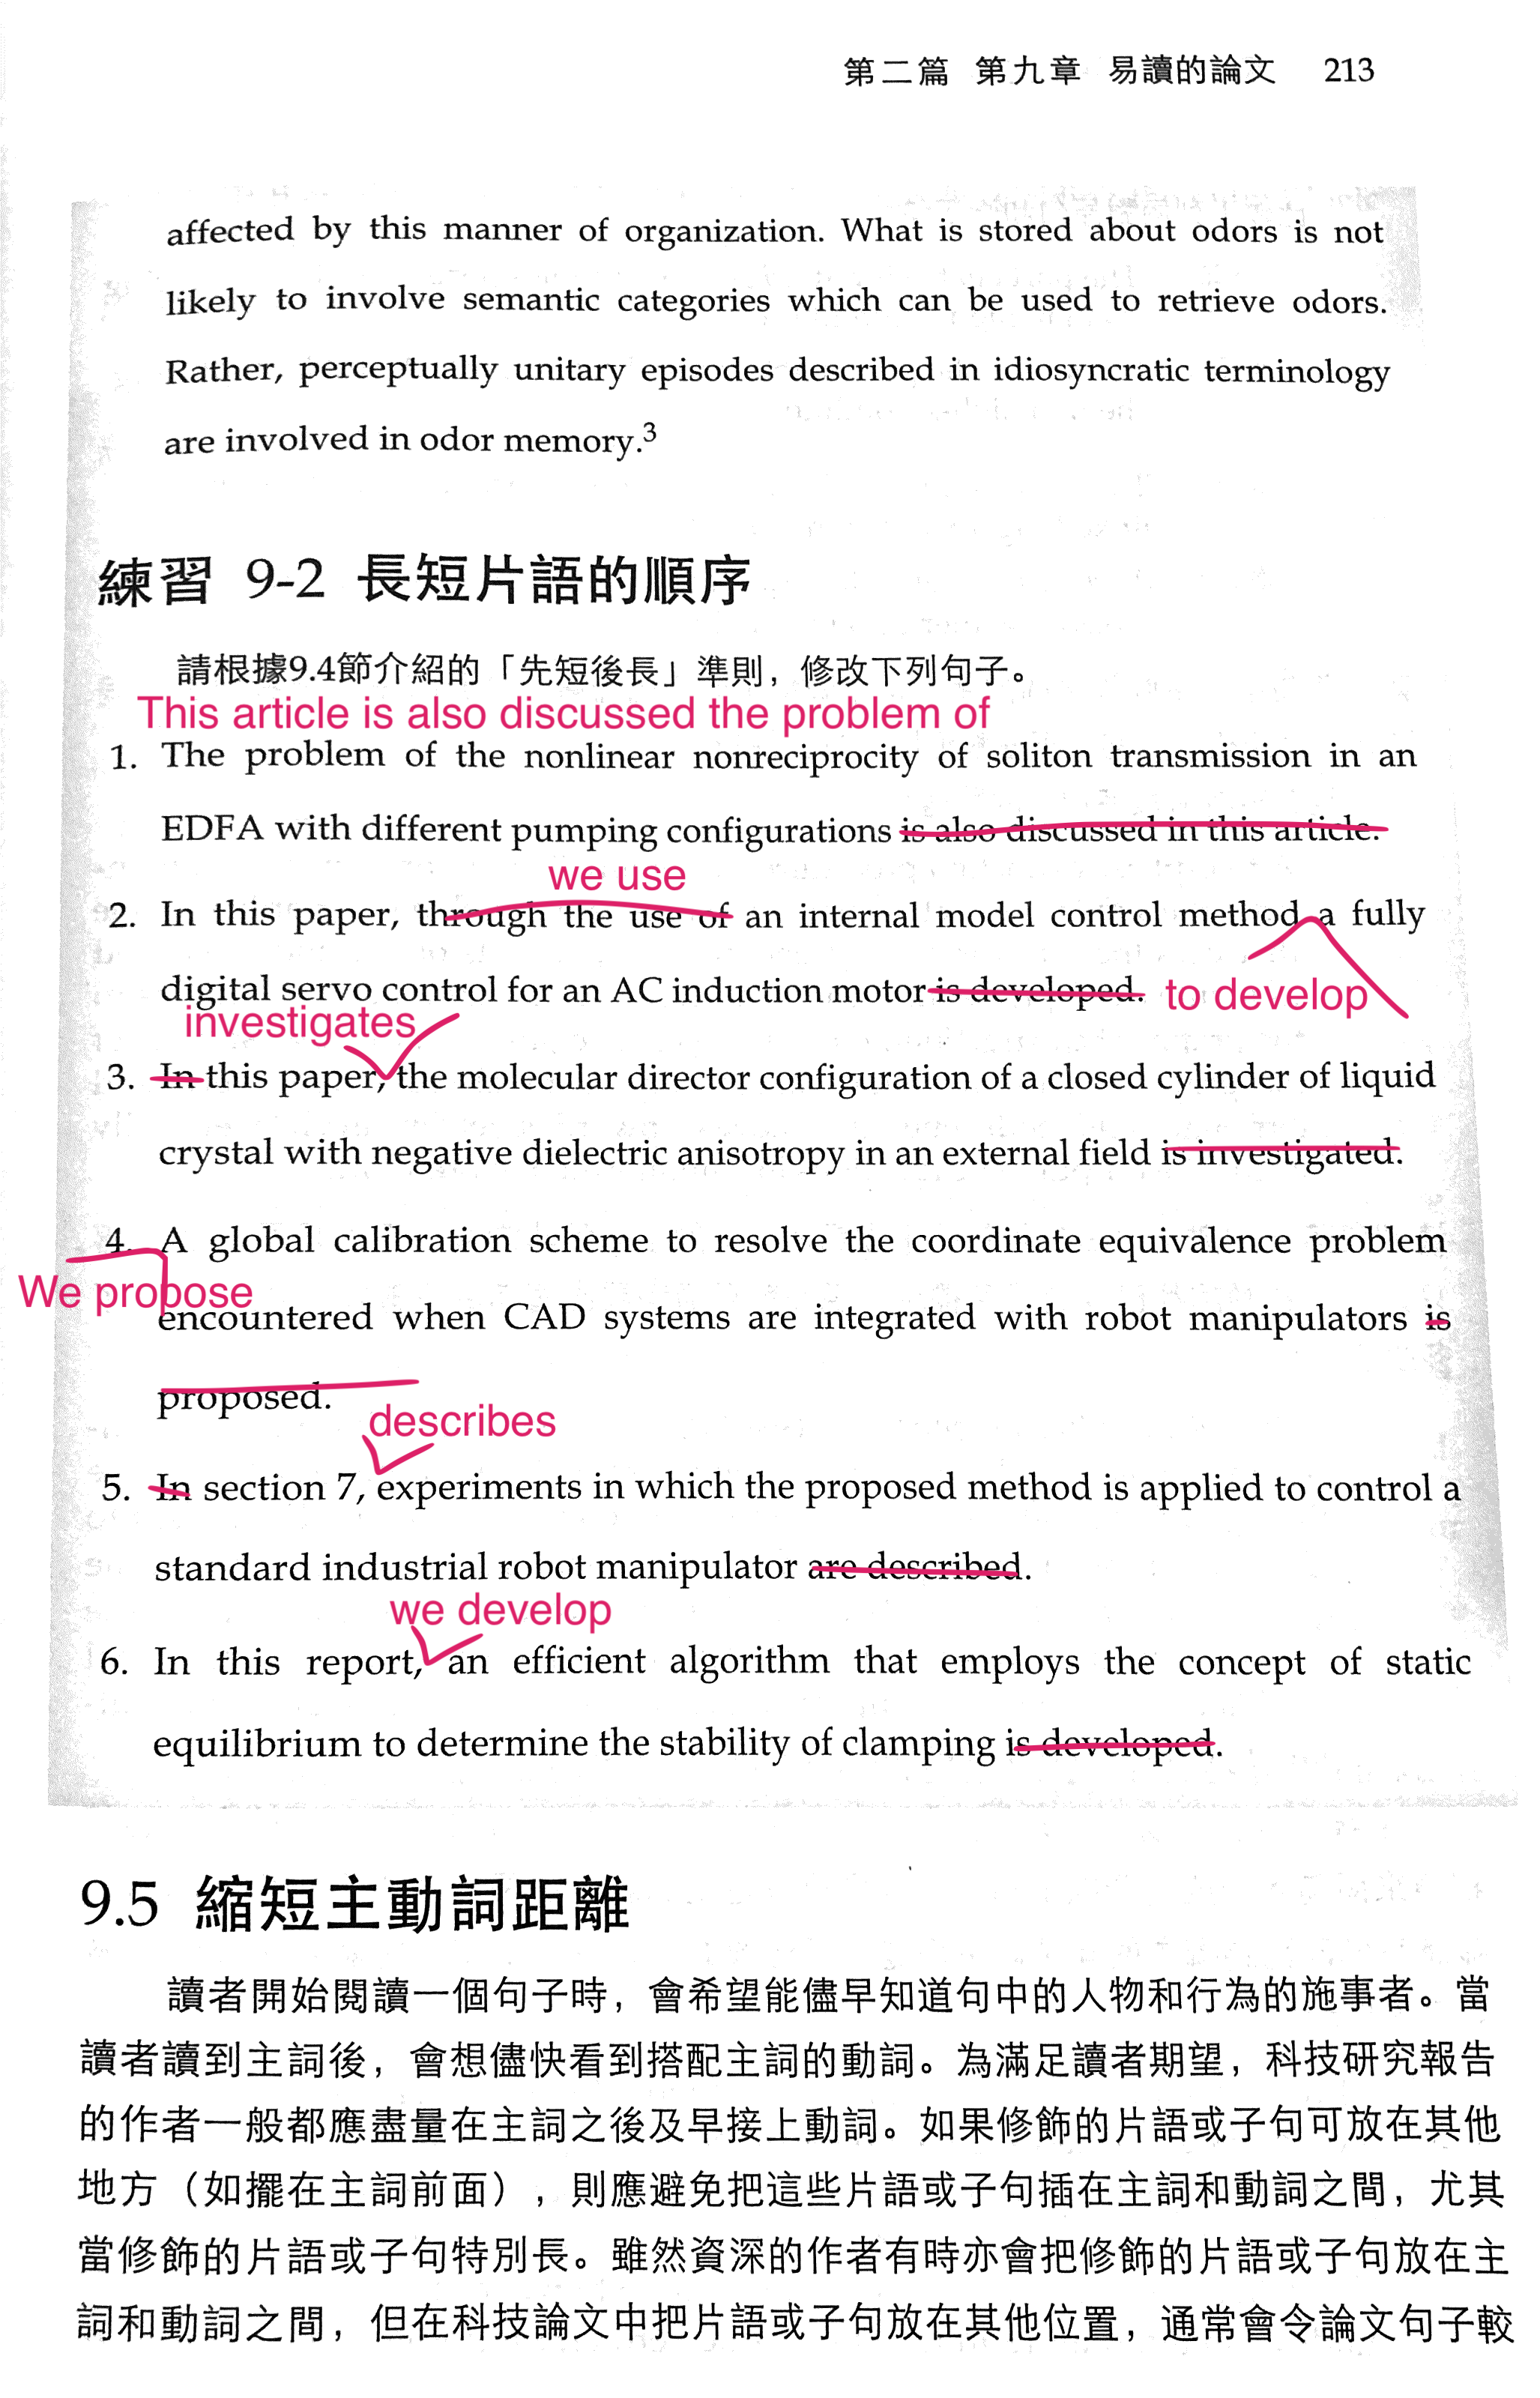 第二篇 第九章 易讀的論文 213
affected by this manner of organization. What is stored about odors is not
likely to involve semantic categories which can be used to retrieve odors.
Rather, perceptually unitary episodes described in idiosyncratic terminology
are involved in odor memory.³
練習 9-2 長短片語的順序
請根據9.4節介紹的「先短後長」準則，修改下列句子。
This article is also discussed the problem of
1. The problem of the nonlinear nonreciprocity of soliton transmission in an
EDFA with different pumping configurations is also discussed in this article.
we use
2. In this paper, through the use of an internal model control method a fully
digital servo control for an AC induction motor is developed. to develop
investigates
3. In this paper, the molecular director configuration of a closed cylinder of liquid
crystal with negative dielectric anisotropy in an external field is investigated.
4. A global calibration scheme to resolve the coordinate equivalence problem
We propose
encountered when CAD systems are integrated with robot manipulators is
proposed.
describes
5. In section 7, experiments in which the proposed method is applied to control a
standard industrial robot manipulator are described.
we develop
6. In this report, an efficient algorithm that employs the concept of static
equilibrium to determine the stability of clamping is developed.
9.5 縮短主動詞距離
讀者開始閱讀一個句子時，會希望能儘早知道句中的人物和行為的施事者。當
讀者讀到主詞後，會想儘快看到搭配主詞的動詞。為滿足讀者期望，科技研究報告
的作者一般都應盡量在主詞之後及早接上動詞。如果修飾的片語或子句可放在其他
地方（如擺在主詞前面），則應避免把這些片語或子句插在主詞和動詞之間，尤其
當修飾的片語或子句特別長。雖然資深的作者有時亦會把修飾的片語或子句放在主
詞和動詞之間，但在科技論文中把片語或子句放在其他位置，通常會令論文句子較